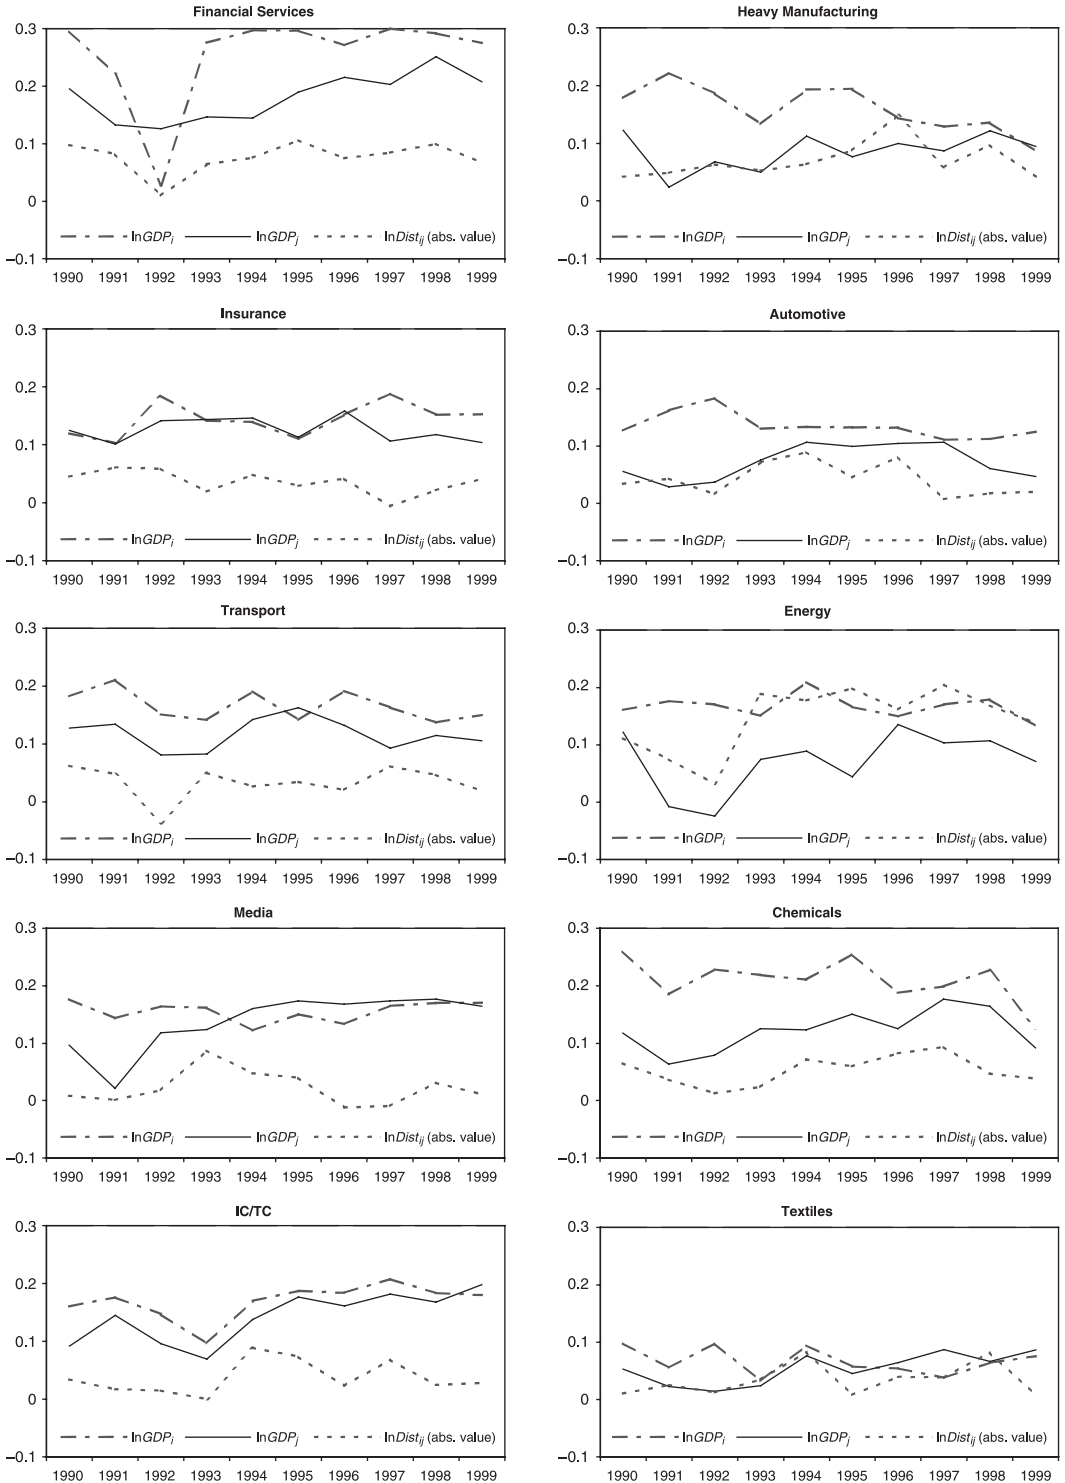 Financial Services
0.3
0.2
0.1
0
–0.1
lnGDPi lnGDPj lnDistij (abs. value)
1990 1991 1992 1993 1994 1995 1996 1997 1998 1999
Heavy Manufacturing
0.3
0.2
0.1
0
–0.1
lnGDPi lnGDPj lnDistij (abs. value)
1990 1991 1992 1993 1994 1995 1996 1997 1998 1999
Insurance
0.3
0.2
0.1
0
–0.1
lnGDPi lnGDPj lnDistij (abs. value)
1990 1991 1992 1993 1994 1995 1996 1997 1998 1999
Automotive
0.3
0.2
0.1
0
–0.1
lnGDPi lnGDPj lnDistij (abs. value)
1990 1991 1992 1993 1994 1995 1996 1997 1998 1999
Transport
0.3
0.2
0.1
0
–0.1
lnGDPi lnGDPj lnDistij (abs. value)
1990 1991 1992 1993 1994 1995 1996 1997 1998 1999
Energy
0.3
0.2
0.1
0
–0.1
lnGDPi lnGDPj lnDistij (abs. value)
1990 1991 1992 1993 1994 1995 1996 1997 1998 1999
Media
0.3
0.2
0.1
0
–0.1
lnGDPi lnGDPj lnDistij (abs. value)
1990 1991 1992 1993 1994 1995 1996 1997 1998 1999
Chemicals
0.3
0.2
0.1
0
–0.1
lnGDPi lnGDPj lnDistij (abs. value)
1990 1991 1992 1993 1994 1995 1996 1997 1998 1999
IC/TC
0.3
0.2
0.1
0
–0.1
lnGDPi lnGDPj lnDistij (abs. value)
1990 1991 1992 1993 1994 1995 1996 1997 1998 1999
Textiles
0.3
0.2
0.1
0
–0.1
lnGDPi lnGDPj lnDistij (abs. value)
1990 1991 1992 1993 1994 1995 1996 1997 1998 1999